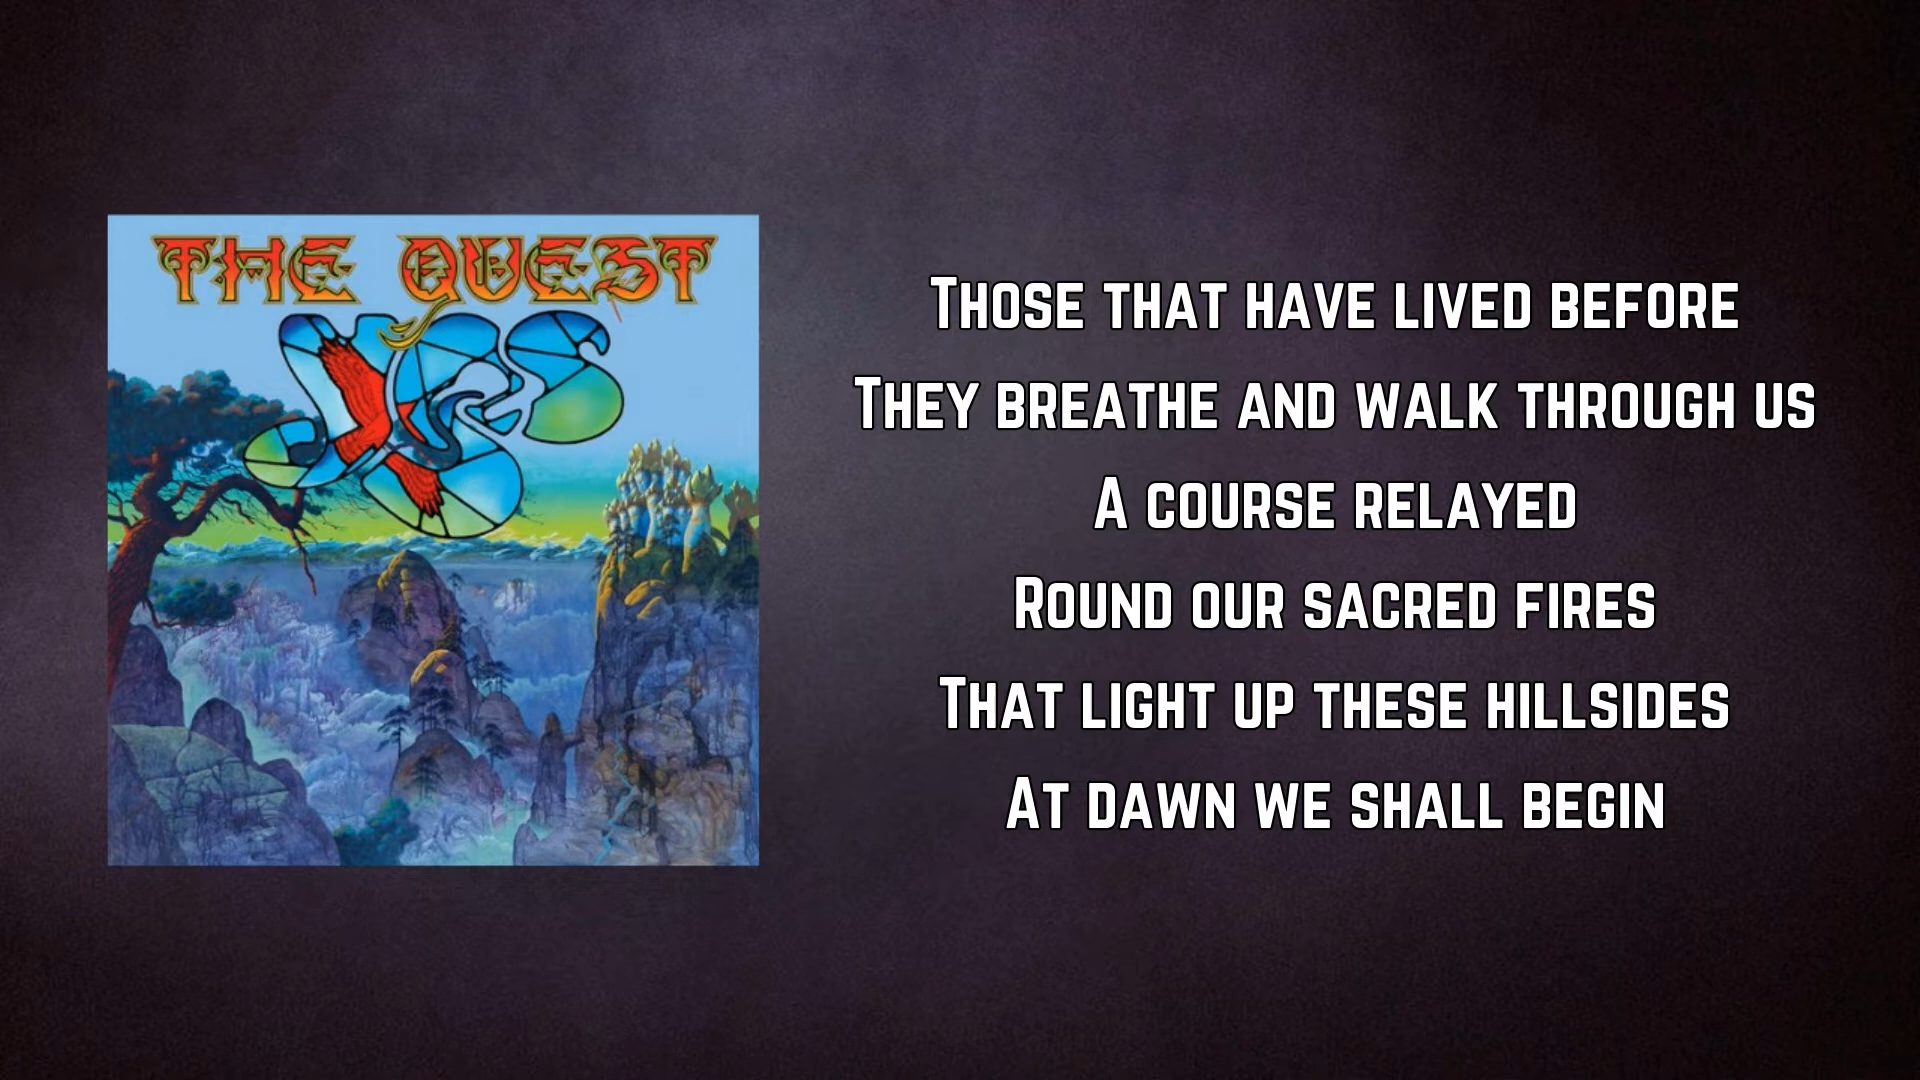 THE QUEST
YES
THOSE THAT HAVE LIVED BEFORE
THEY BREATHE AND WALK THROUGH US
A COURSE RELAYED
ROUND OUR SACRED FIRES
THAT LIGHT UP THESE HILLSIDES
AT DAWN WE SHALL BEGIN